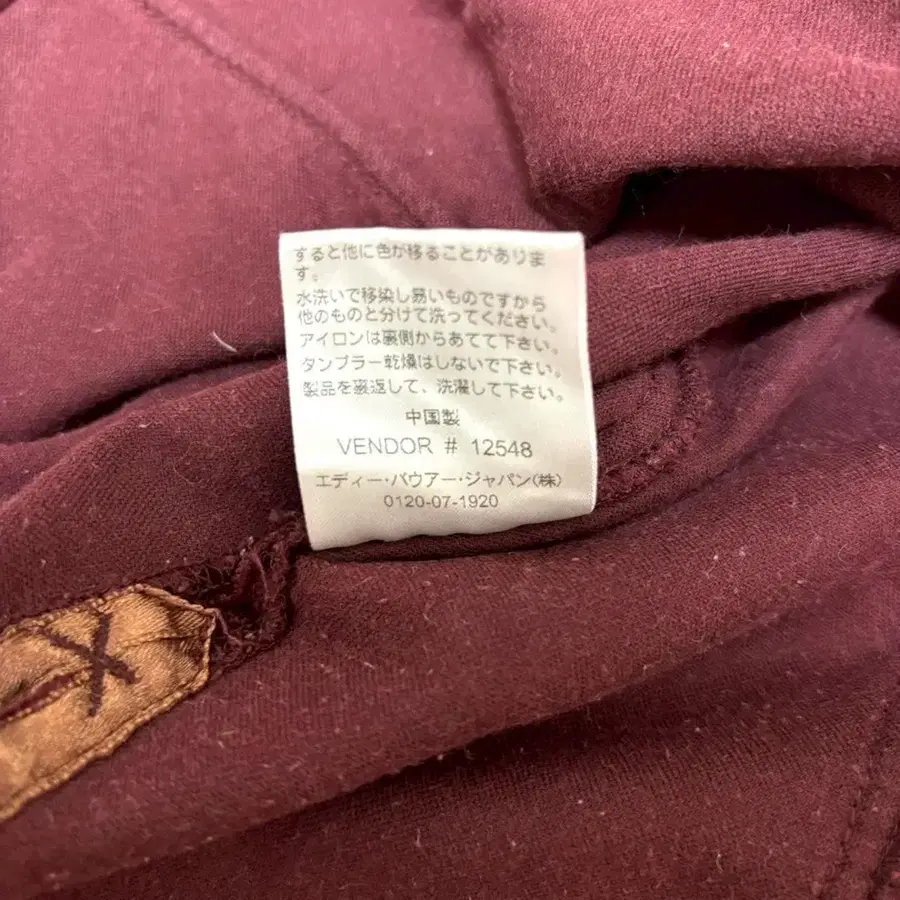 すると他に色が移ることがありま
す。
水洗いで移染し易いものですから
他のものと分けて洗ってください。
アイロンは裏側からあてて下さい。
タンブラー乾燥はしないで下さい。
製品を裏返して、洗濯して下さい。
中国製
VENDOR # 12548
エディー・バウアー・ジャパン(株)
0120-07-1920
X